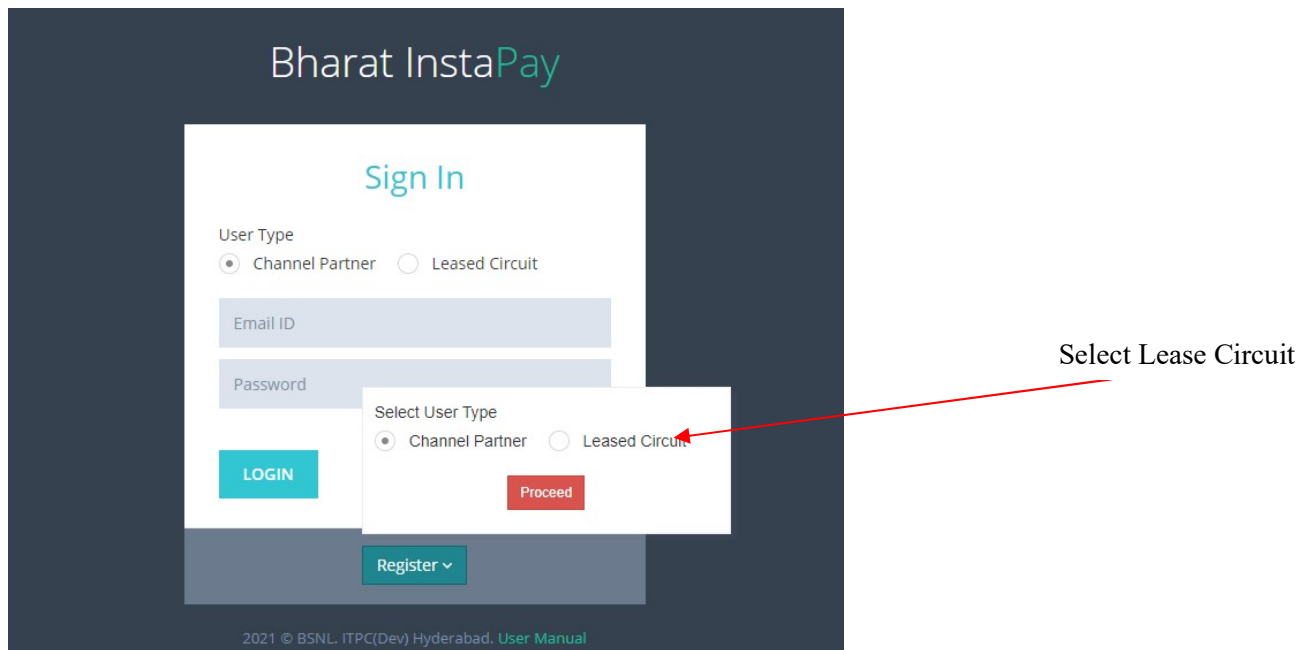 Bharat InstaPay
Sign In
User Type
Channel Partner Leased Circuit
Email ID
Select Lease Circuit
Password
Select User Type
Channel Partner Leased Circuit
LOGIN
Proceed
Register
2021 © BSNL. ITPC(Dev) Hyderabad. User Manual